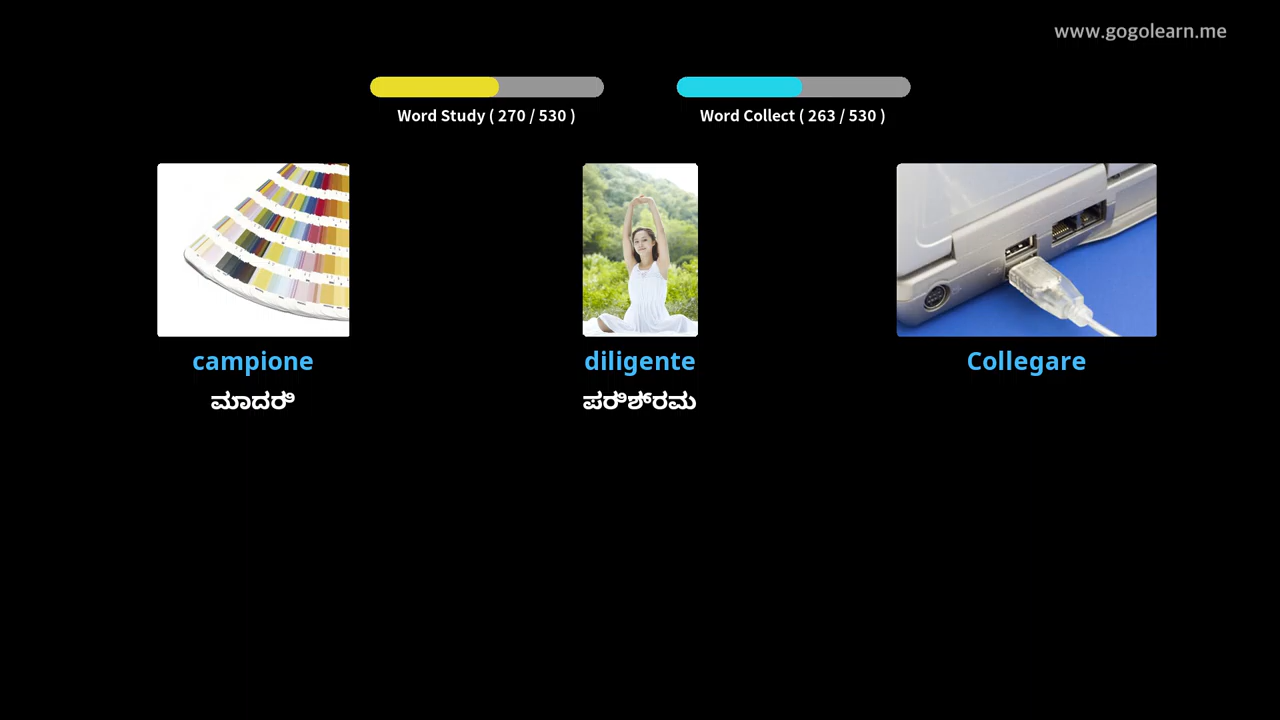 www.gogolearn.me
Word Study ( 270 / 530 )
Word Collect ( 263 / 530 )
campione
ಮಾದರಿ
diligente
ಪರಿಶ್ರಮ
Collegare